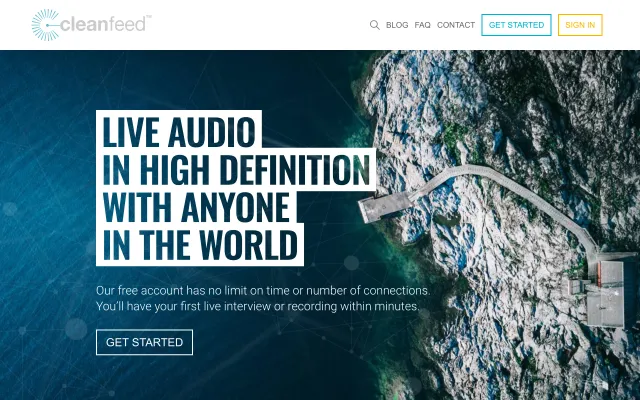 cleanfeed™
BLOG FAQ CONTACT GET STARTED SIGN IN
LIVE AUDIO
IN HIGH DEFINITION
WITH ANYONE
IN THE WORLD
Our free account has no limit on time or number of connections.
You'll have your first live interview or recording within minutes.
GET STARTED